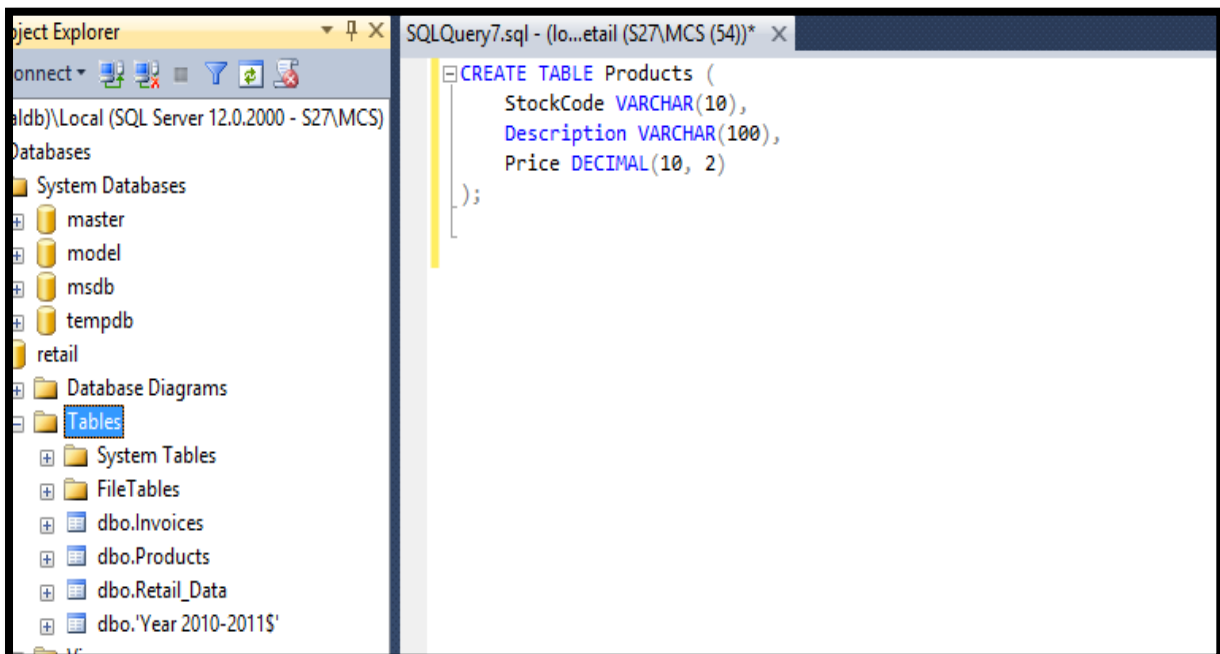 bject Explorer
onnect
aldb)\Local (SQL Server 12.0.2000 - S27\MCS)
Databases
System Databases
master
model
msdb
tempdb
retail
Database Diagrams
Tables
System Tables
FileTables
dbo.Invoices
dbo.Products
dbo.Retail_Data
dbo.'Year 2010-2011$'
SQLQuery7.sql - (lo...etail (S27\MCS (54))* ×
CREATE TABLE Products (
StockCode VARCHAR(10),
Description VARCHAR(100),
Price DECIMAL(10, 2)
);